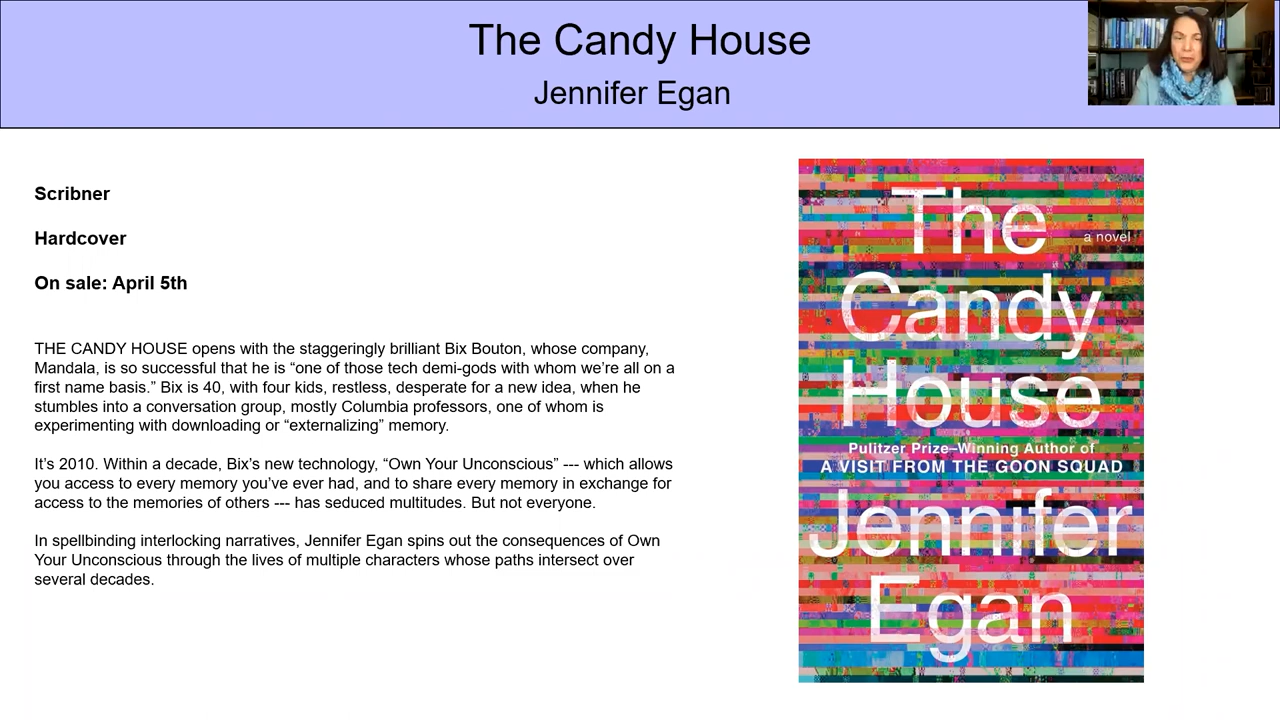 The Candy House
Jennifer Egan
Scribner
Hardcover
On sale: April 5th
THE CANDY HOUSE opens with the staggeringly brilliant Bix Bouton, whose company,
Mandala, is so successful that he is “one of those tech demi-gods with whom we’re all on a
first name basis.” Bix is 40, with four kids, restless, desperate for a new idea, when he
stumbles into a conversation group, mostly Columbia professors, one of whom is
experimenting with downloading or “externalizing” memory.
It’s 2010. Within a decade, Bix’s new technology, “Own Your Unconscious” --- which allows
you access to every memory you’ve ever had, and to share every memory in exchange for
access to the memories of others --- has seduced multitudes. But not everyone.
In spellbinding interlocking narratives, Jennifer Egan spins out the consequences of Own
Your Unconscious through the lives of multiple characters whose paths intersect over
several decades.
The
a novel
Candy
House
Pulitzer Prize–Winning Author of
A VISIT FROM THE GOON SQUAD
Jennifer
Egan